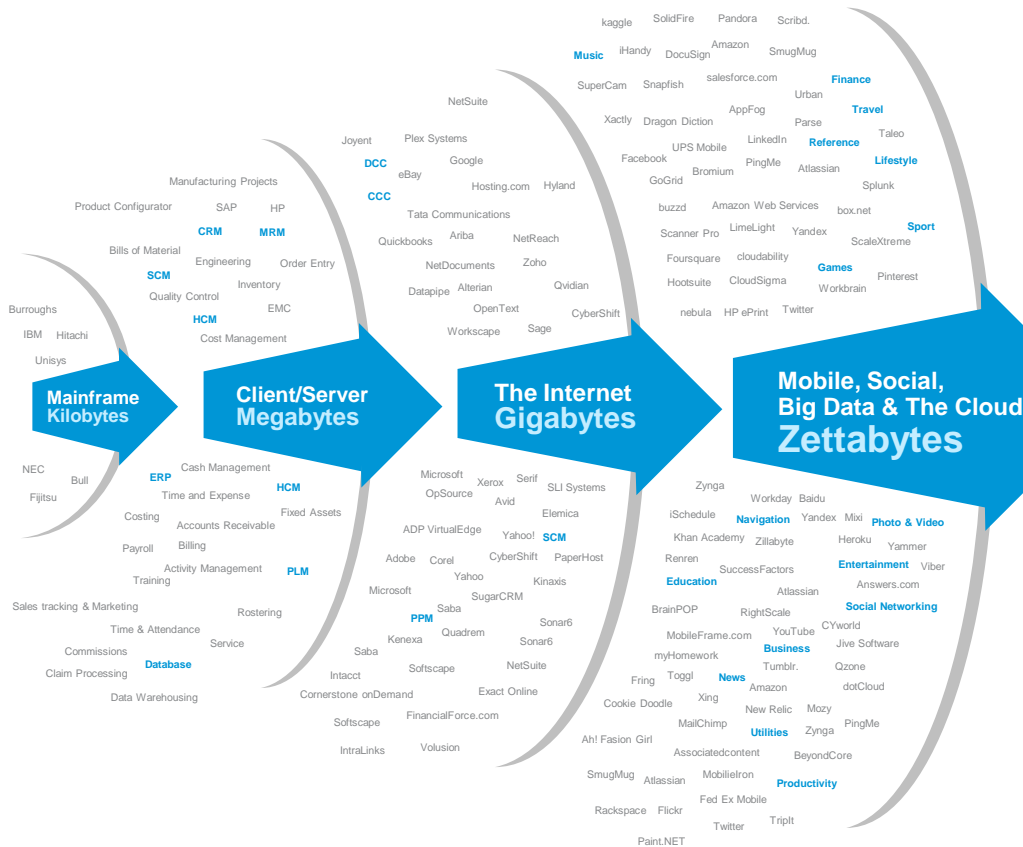 Burroughs
IBM
Hitachi
Unisys
Mainframe
Kilobytes
NEC
Bull
Fijitsu
Manufacturing Projects
Product Configurator
SAP
HP
CRM
MRM
Bills of Material
Engineering
Order Entry
SCM
Inventory
Quality Control
EMC
HCM
Cost Management
Client/Server
Megabytes
Cash Management
ERP
HCM
Time and Expense
Fixed Assets
Costing
Accounts Receivable
Payroll
Billing
Activity Management
PLM
Training
Sales tracking & Marketing
Rostering
Time & Attendance
Service
Commissions
Database
Claim Processing
Data Warehousing
NetSuite
Joyent
Plex Systems
DCC
Google
eBay
Hosting.com
Hyland
CCC
Tata Communications
Quickbooks
Ariba
NetReach
NetDocuments
Zoho
Datapipe
Alterian
Qvidian
OpenText
CyberShift
Workscape
Sage
The Internet
Gigabytes
Microsoft
Xerox
Serif
SLI Systems
OpSource
Avid
Elemica
ADP VirtualEdge
Yahoo!
SCM
Adobe
Corel
CyberShift
PaperHost
Yahoo
Kinaxis
Microsoft
SugarCRM
Saba
PPM
Sonar6
Quadrem
Kenexa
Sonar6
Saba
NetSuite
Softscape
Intacct
Exact Online
Cornerstone onDemand
FinancialForce.com
Softscape
IntraLinks
Volusion
kaggle
SolidFire
Pandora
Scribd.
Music
iHandy
Amazon
DocuSign
SmugMug
SuperCam
Snapfish
salesforce.com
Finance
Urban
Travel
Xactly
Dragon Diction
AppFog
Parse
Taleo
UPS Mobile
LinkedIn
Reference
Facebook
Bromium
PingMe
Atlassian
Lifestyle
GoGrid
Splunk
buzzd
Amazon Web Services
box.net
Scanner Pro
LimeLight
Yandex
Sport
ScaleXtreme
Foursquare
cloudability
Games
Pinterest
Hootsuite
CloudSigma
Workbrain
nebula
HP ePrint
Twitter
Mobile, Social,
Big Data & The Cloud
Zettabytes
Zynga
Workday
Baidu
iSchedule
Navigation
Yandex
Mixi
Photo & Video
Khan Academy
Zillabyte
Heroku
Yammer
Renren
SuccessFactors
Entertainment
Viber
Education
Atlassian
Answers.com
BrainPOP
RightScale
Social Networking
MobileFrame.com
YouTube
CYworld
myHomework
Business
Jive Software
Fring
Toggl
News
Tumblr.
Qzone
Amazon
dotCloud
Cookie Doodle
Xing
New Relic
Mozy
MailChimp
Utilities
Zynga
PingMe
Ah! Fasion Girl
Associatedcontent
BeyondCore
SmugMug
Atlassian
MobilieIron
Productivity
Rackspace
Flickr
Fed Ex Mobile
Twitter
TripIt
Paint.NET